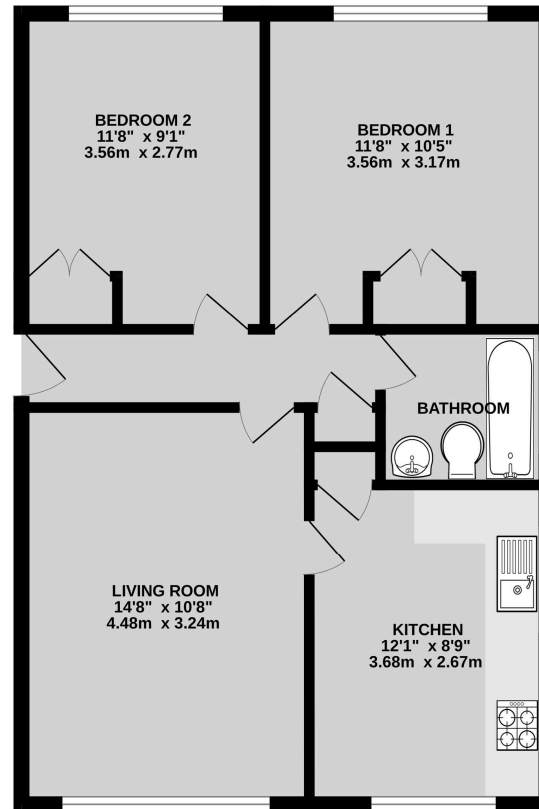 BEDROOM 2
11'8" x 9'1"
3.56m x 2.77m
BEDROOM 1
11'8" x 10'5"
3.56m x 3.17m
BATHROOM
LIVING ROOM
14'8" x 10'8"
4.48m x 3.24m
KITCHEN
12'1" x 8'9"
3.68m x 2.67m